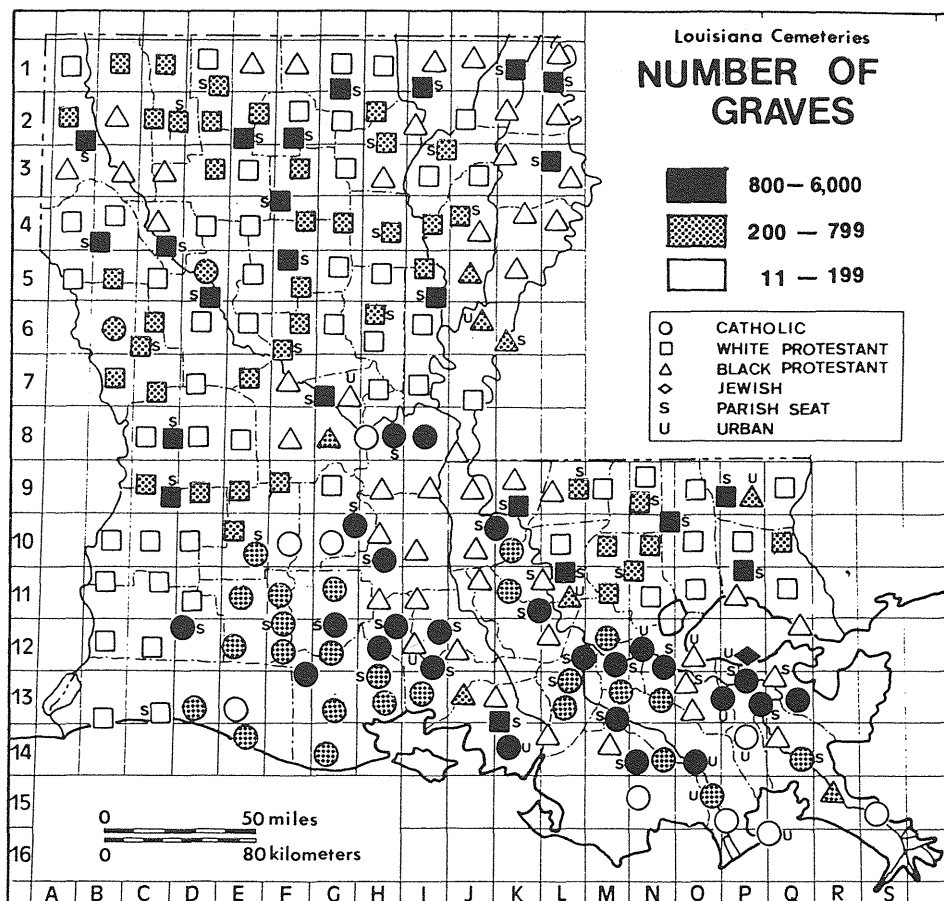 Louisiana Cemeteries
NUMBER OF
GRAVES
800 – 6,000
200 – 799
11 – 199
CATHOLIC
WHITE PROTESTANT
BLACK PROTESTANT
JEWISH
S PARISH SEAT
U URBAN
1
2
3
4
5
6
7
8
9
10
11
12
13
14
15
16
0 50 miles
0 80 kilometers
A B C D E F G H I J K L M N O P Q R S